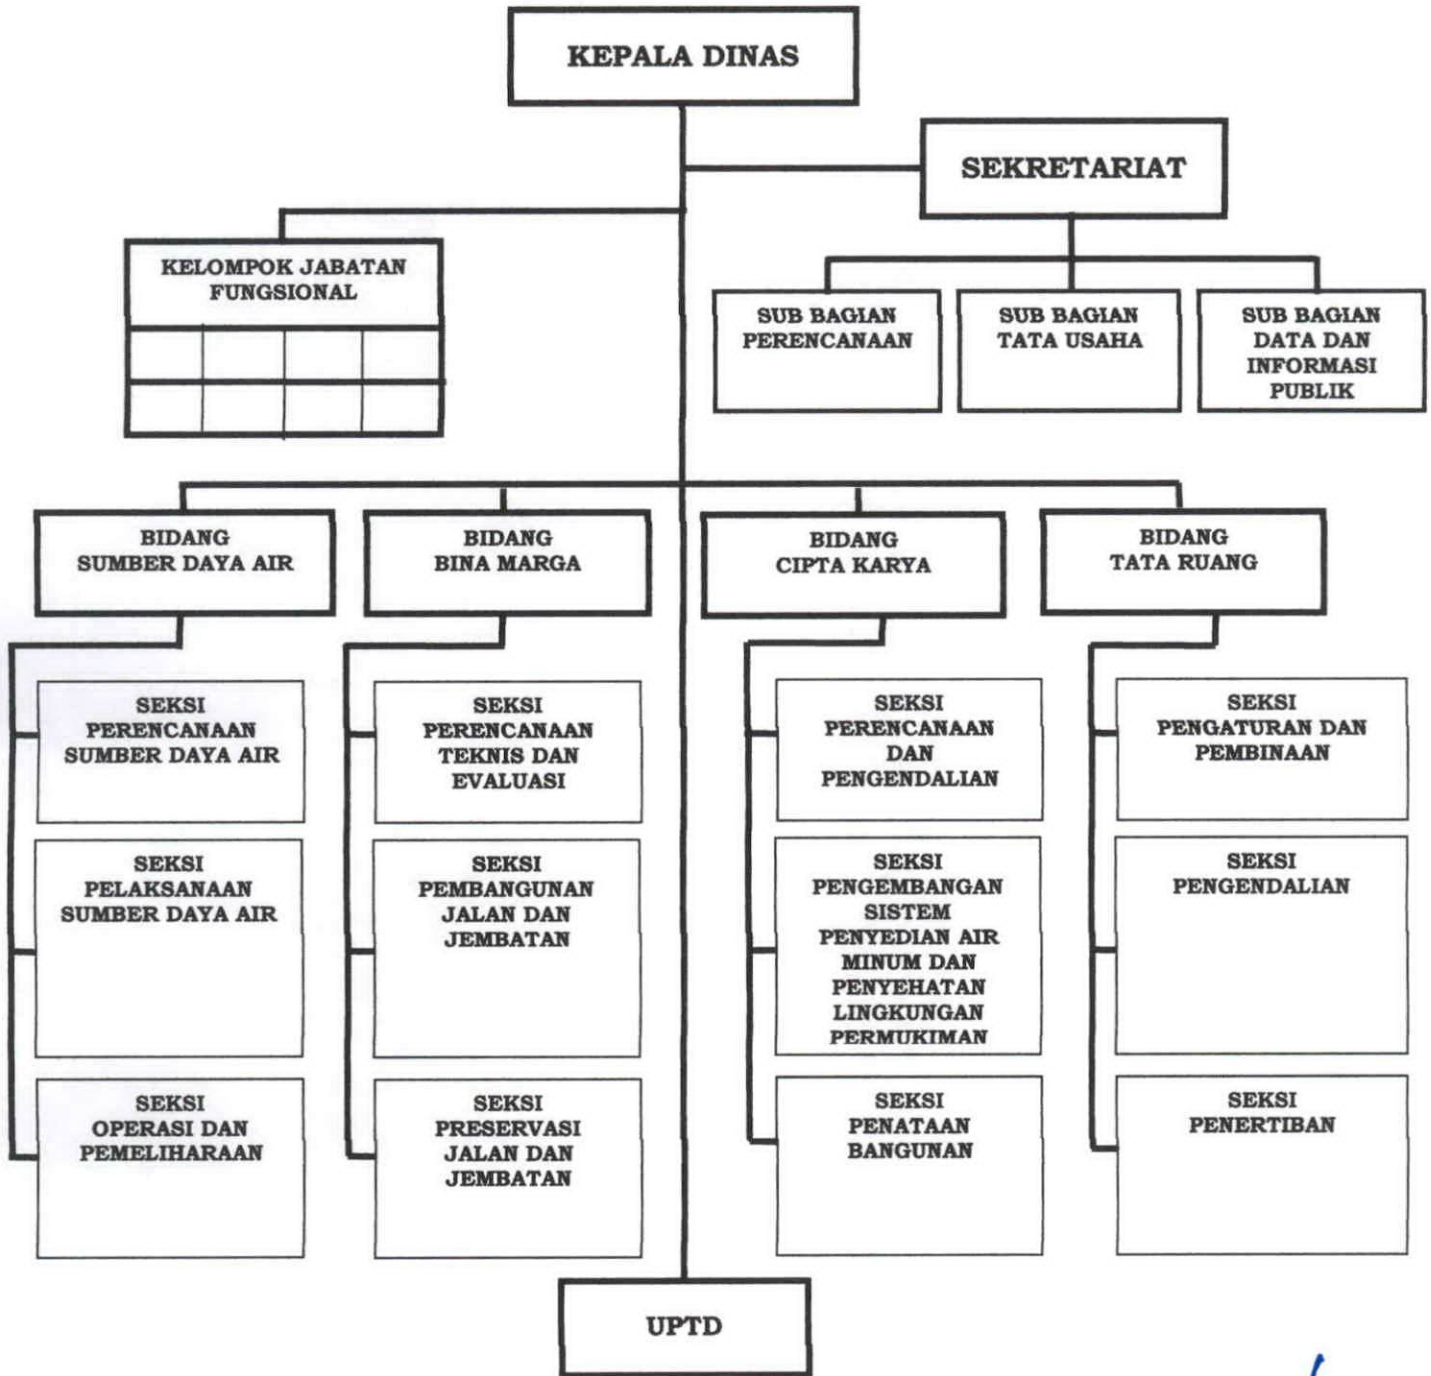 KEPALA DINAS
SEKRETARIAT
KELOMPOK JABATAN
FUNGSIONAL
SUB BAGIAN
PERENCANAAN
SUB BAGIAN
TATA USAHA
SUB BAGIAN
DATA DAN
INFORMASI
PUBLIK
BIDANG
SUMBER DAYA AIR
BIDANG
BINA MARGA
BIDANG
CIPTA KARYA
BIDANG
TATA RUANG
SEKSI
PERENCANAAN
SUMBER DAYA AIR
SEKSI
PERENCANAAN
TEKNIS DAN
EVALUASI
SEKSI
PERENCANAAN
DAN
PENGENDALIAN
SEKSI
PENGATURAN DAN
PEMBINAAN
SEKSI
PELAKSANAAN
SUMBER DAYA AIR
SEKSI
PEMBANGUNAN
JALAN DAN
JEMBATAN
SEKSI
PENGEMBANGAN
SISTEM
PENYEDIAN AIR
MINUM DAN
PENYEHATAN
LINGKUNGAN
PERMUKIMAN
SEKSI
PENGENDALIAN
SEKSI
OPERASI DAN
PEMELIHARAAN
SEKSI
PRESERVASI
JALAN DAN
JEMBATAN
SEKSI
PENATAAN
BANGUNAN
SEKSI
PENERTIBAN
UPTD